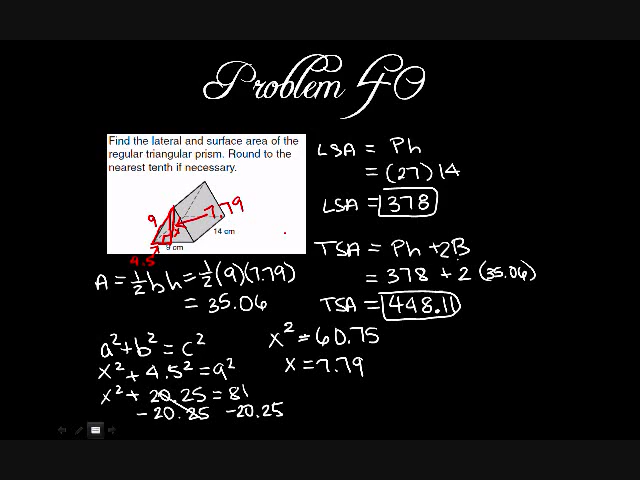 Problem 40
Find the lateral and surface area of the
regular triangular prism. Round to the
nearest tenth if necessary.
9
7.79
x
14 cm
9 cm
4.5
LSA = Ph
= (27) 14
LSA = 378
TSA = Ph + 2B
= 378 + 2 (35.06)
TSA = 448.11
A = ½bh = ½(9)(7.79)
= 35.06
a² + b² = c²
x² + 4.5² = 9²
x² + 20.25 = 81
- 20.25 -20.25
x² = 60.75
x = 7.79